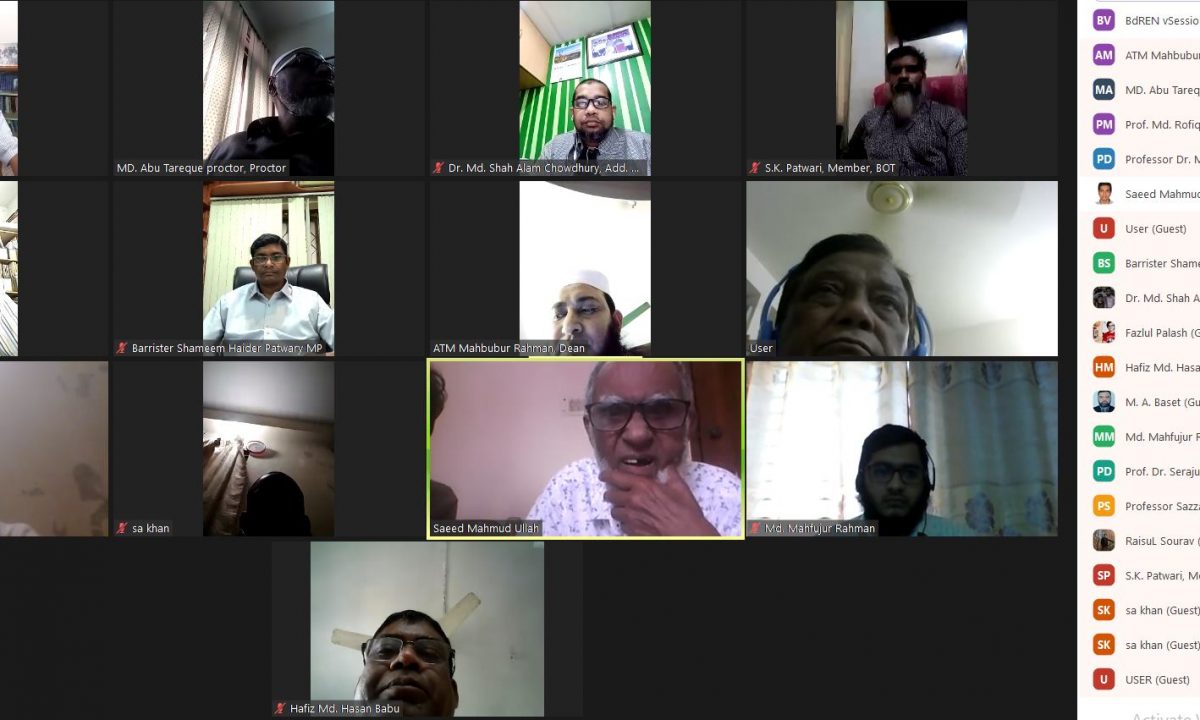 MD. Abu Tareque proctor, Proctor
Dr. Md. Shah Alam Chowdhury, Add. ...
S.K. Patwari, Member, BOT
Barrister Shameem Haider Patwary MP
ATM Mahbubur Rahman, Dean
User
sa khan
Saeed Mahmud Ullah
Md. Mahfujur Rahman
Hafiz Md. Hasan Babu
BV BdREN vSessio
AM ATM Mahbubur
MA MD. Abu Tareq
PM Prof. Md. Rofiq
PD Professor Dr. M
Saeed Mahmud
U User (Guest)
BS Barrister Shame
Dr. Md. Shah A
Fazlul Palash (G
HM Hafiz Md. Hasa
M. A. Baset (Gu
MM Md. Mahfujur R
PD Prof. Dr. Seraju
PS Professor Sazza
RaisuL Sourav (
SP S.K. Patwari, Me
SK sa khan (Guest)
SK sa khan (Guest)
U USER (Guest)
Activate W